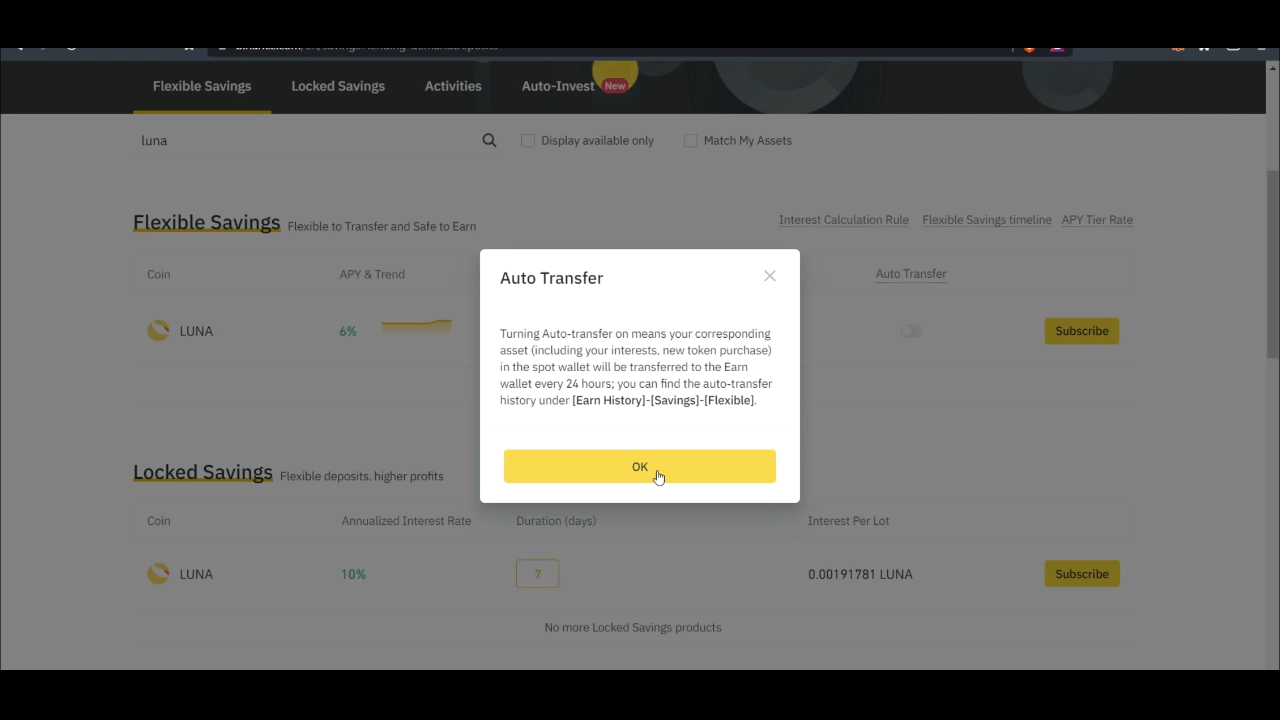 Flexible Savings Locked Savings Activities Auto-Invest New
luna Display available only Match My Assets
Flexible Savings Flexible to Transfer and Safe to Earn Interest Calculation Rule Flexible Savings timeline APY Tier Rate
Coin APY & Trend Auto Transfer
LUNA 6% Subscribe
Auto Transfer
Turning Auto-transfer on means your corresponding
asset (including your interests, new token purchase)
in the spot wallet will be transferred to the Earn
wallet every 24 hours; you can find the auto-transfer
history under [Earn History]-[Savings]-[Flexible].
OK
Locked Savings Flexible deposits, higher profits
Coin Annualized Interest Rate Duration (days) Interest Per Lot
LUNA 10% 7 0.00191781 LUNA Subscribe
No more Locked Savings products